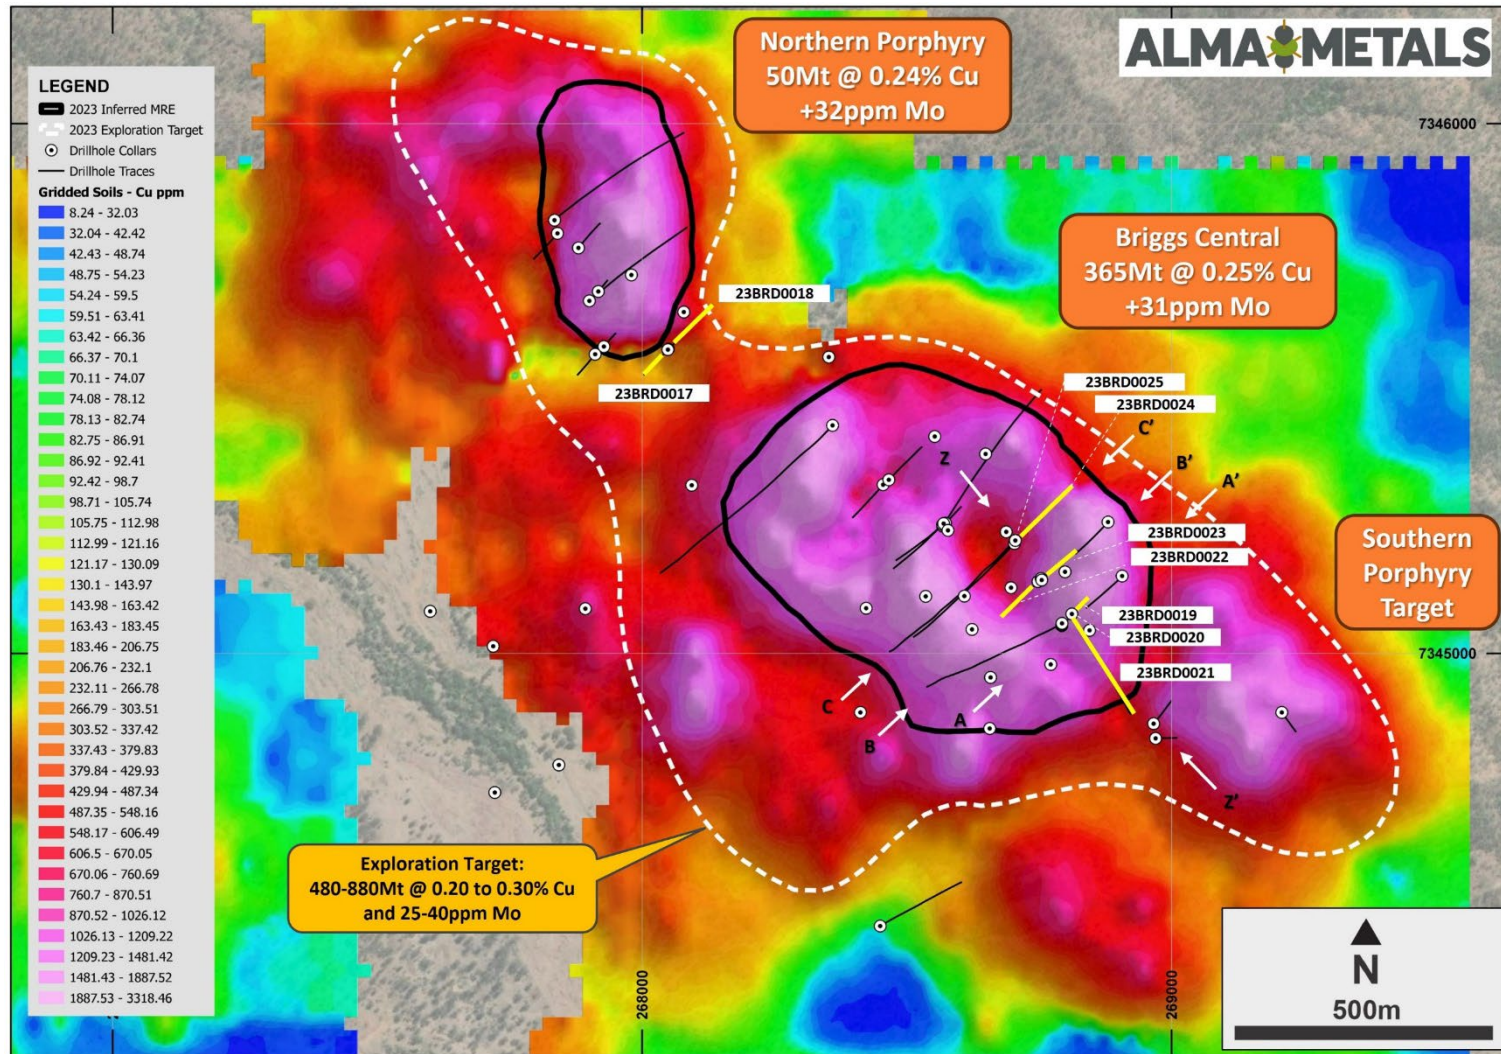 ALMA METALS
Northern Porphyry
50Mt @ 0.24% Cu
+32ppm Mo
LEGEND
2023 Inferred MRE
2023 Exploration Target
Drillhole Collars
Drillhole Traces
Gridded Soils - Cu ppm
8.24 - 32.03
32.04 - 42.42
42.43 - 48.74
48.75 - 54.23
54.24 - 59.5
59.51 - 63.41
63.42 - 66.36
66.37 - 70.1
70.11 - 74.07
74.08 - 78.12
78.13 - 82.74
82.75 - 86.91
86.92 - 92.41
92.42 - 98.7
98.71 - 105.74
105.75 - 112.98
112.99 - 121.16
121.17 - 130.09
130.1 - 143.97
143.98 - 163.42
163.43 - 183.45
183.46 - 206.75
206.76 - 232.1
232.11 - 266.78
266.79 - 303.51
303.52 - 337.42
337.43 - 379.83
379.84 - 429.93
429.94 - 487.34
487.35 - 548.16
548.17 - 606.49
606.5 - 670.05
670.06 - 760.69
760.7 - 870.51
870.52 - 1026.12
1026.13 - 1209.22
1209.23 - 1481.42
1481.43 - 1887.52
1887.53 - 3318.46
7346000
Briggs Central
365Mt @ 0.25% Cu
+31ppm Mo
23BRD0018
23BRD0017
23BRD0025
23BRD0024
C'
B'
A'
Z
23BRD0023
23BRD0022
Southern
Porphyry
Target
23BRD0019
23BRD0020
23BRD0021
7345000
C
B
A
Z'
Exploration Target:
480-880Mt @ 0.20 to 0.30% Cu
and 25-40ppm Mo
268000
269000
N
500m